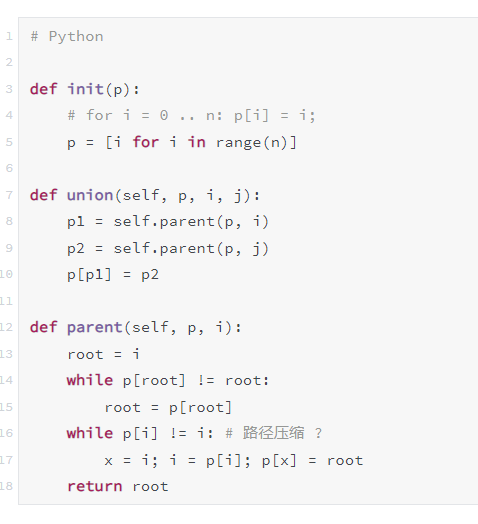 1 # Python
2
3 def init(p):
4     # for i = 0 .. n: p[i] = i;
5     p = [i for i in range(n)]
6
7 def union(self, p, i, j):
8     p1 = self.parent(p, i)
9     p2 = self.parent(p, j)
10     p[p1] = p2
11
12 def parent(self, p, i):
13     root = i
14     while p[root] != root:
15         root = p[root]
16     while p[i] != i: # 路径压缩 ?
17         x = i; i = p[i]; p[x] = root
18     return root